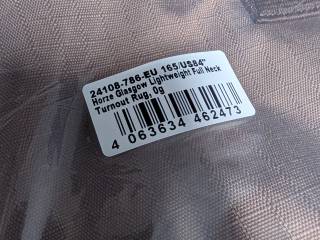 24108-786-EU 165/US84"
Horze Glasgow Lightweight Full Neck
Turnout Rug, 0g
4 063634 462473